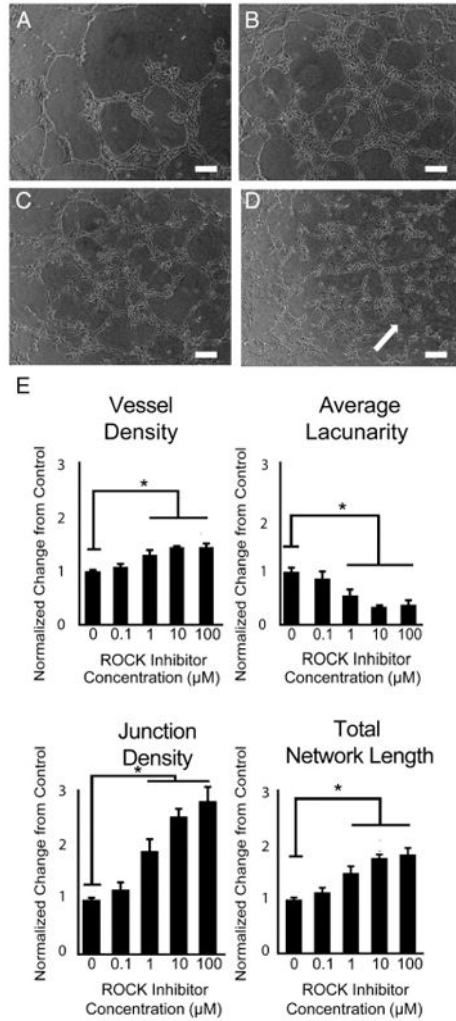 A
B
C
D
E
Vessel
Density
Normalized Change from Control
3
2
1
0
*
0 0.1 1 10 100
ROCK Inhibitor
Concentration (µM)
Average
Lacunarity
Normalized Change from Control
3
2
1
0
*
0 0.1 1 10 100
ROCK Inhibitor
Concentration (µM)
Junction
Density
Normalized Change from Control
3
2
1
0
*
0 0.1 1 10 100
ROCK Inhibitor
Concentration (µM)
Total
Network Length
Normalized Change from Control
3
2
1
0
*
0 0.1 1 10 100
ROCK Inhibitor
Concentration (µM)